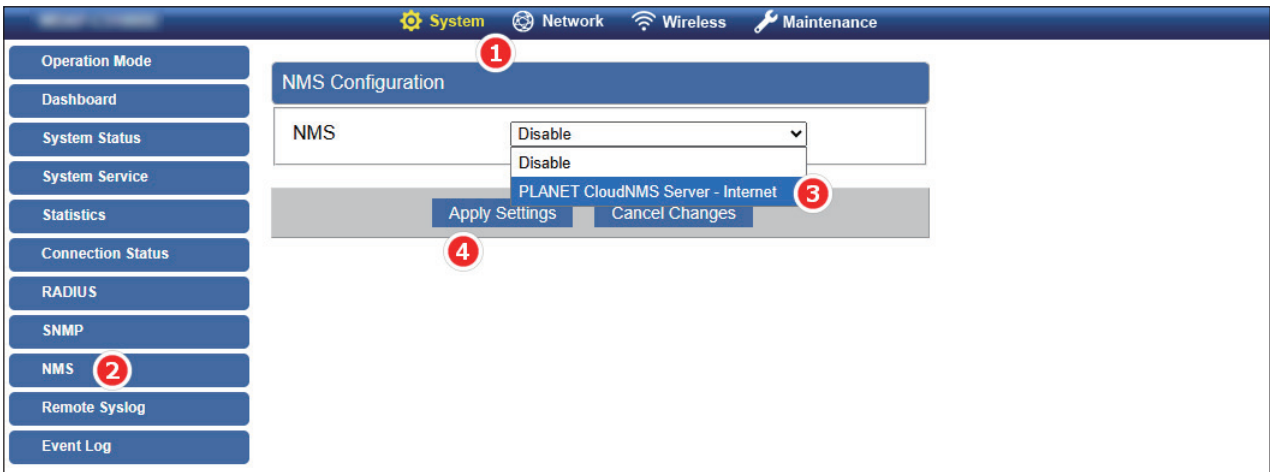 System Network Wireless Maintenance
1
Operation Mode
Dashboard
System Status
System Service
Statistics
Connection Status
RADIUS
SNMP
NMS 2
Remote Syslog
Event Log
NMS Configuration
NMS Disable
Disable
PLANET CloudNMS Server - Internet 3
Apply Settings Cancel Changes
4